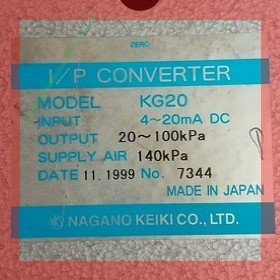 ZERO
I/P CONVERTER
MODEL KG20
INPUT 4~20mA DC
OUTPUT 20~100kPa
SUPPLY AIR 140kPa
DATE 11.1999 No. 7344
MADE IN JAPAN
NAGANO KEIKI CO., LTD.